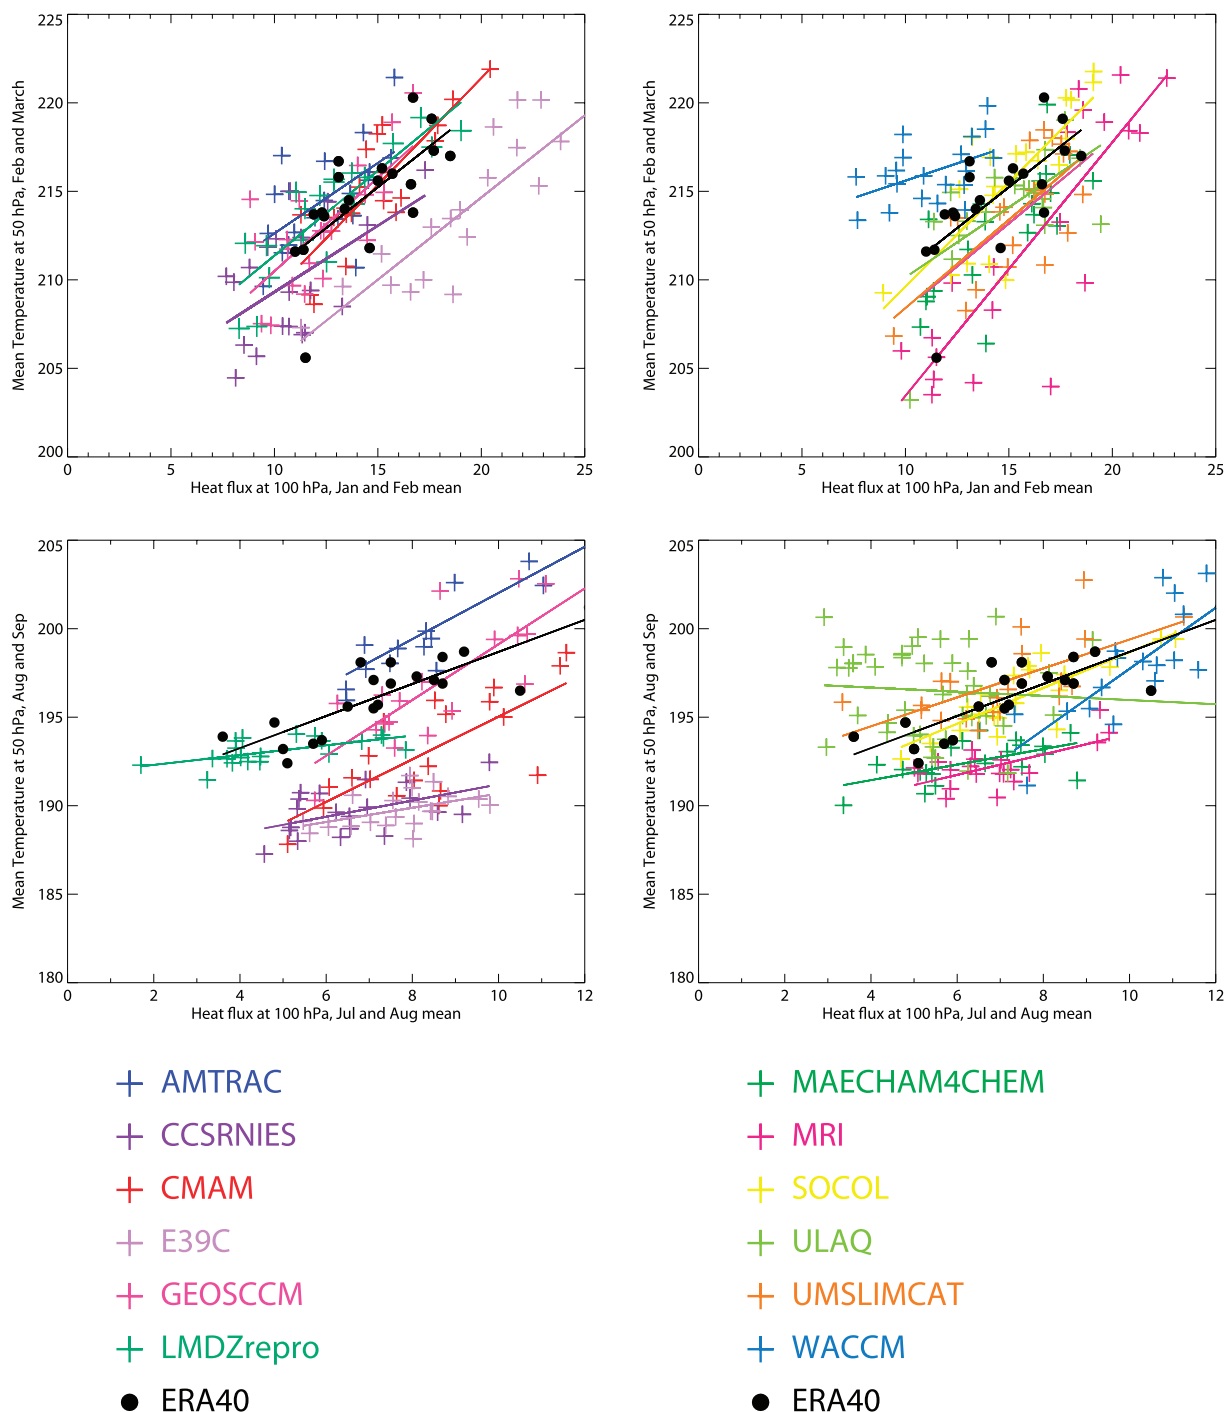 225
220
215
210
205
200
Mean Temperature at 50 hPa, Feb and March
0 5 10 15 20 25
Heat flux at 100 hPa, Jan and Feb mean
225
220
215
210
205
200
Mean Temperature at 50 hPa, Feb and March
0 5 10 15 20 25
Heat flux at 100 hPa, Jan and Feb mean
205
200
195
190
185
180
Mean Temperature at 50 hPa, Aug and Sep
0 2 4 6 8 10 12
Heat flux at 100 hPa, Jul and Aug mean
205
200
195
190
185
180
Mean Temperature at 50 hPa, Aug and Sep
0 2 4 6 8 10 12
Heat flux at 100 hPa, Jul and Aug mean
AMTRAC
CCSRNIES
CMAM
E39C
GEOSCCM
LMDZrepro
ERA40
MAECHAM4CHEM
MRI
SOCOL
ULAQ
UMSLIMCAT
WACCM
ERA40